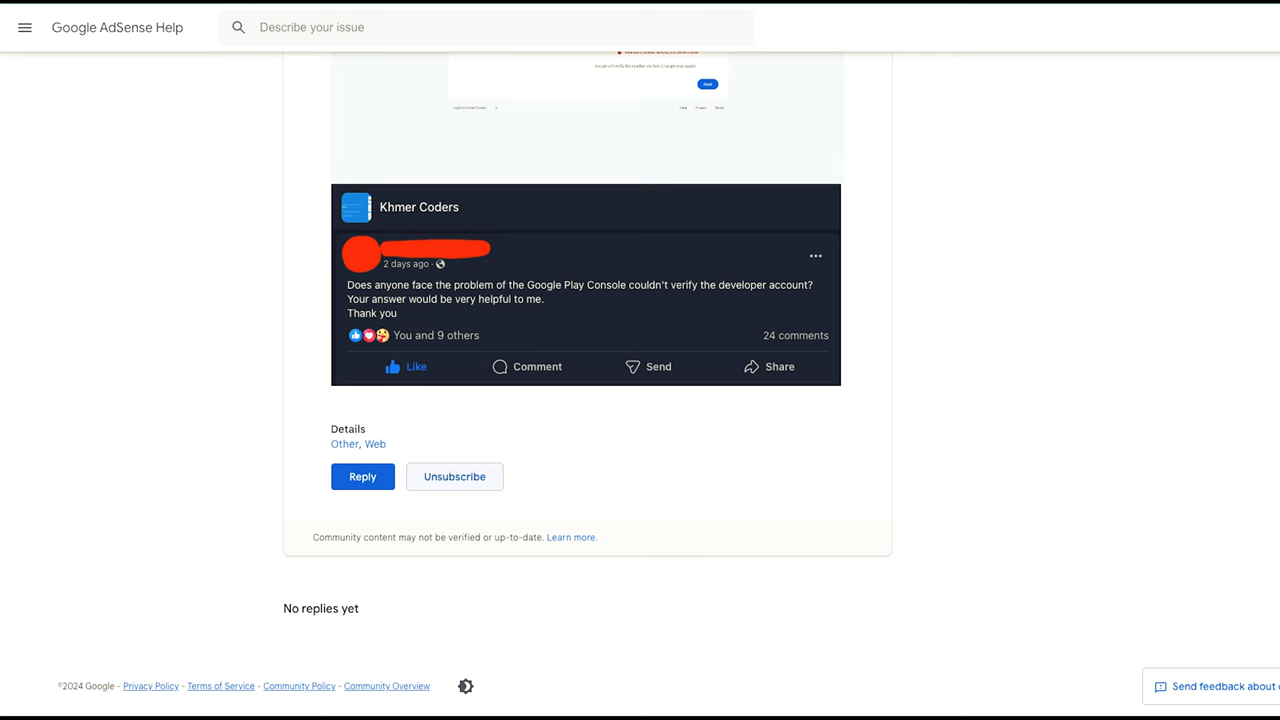 Google AdSense Help
Describe your issue
Next
Help Privacy Terms
Khmer Coders
2 days ago ·
Does anyone face the problem of the Google Play Console couldn't verify the developer account?
Your answer would be very helpful to me.
Thank you
You and 9 others
24 comments
Like
Comment
Send
Share
Details
Other, Web
Reply
Unsubscribe
Community content may not be verified or up-to-date. Learn more.
No replies yet
©2024 Google - Privacy Policy - Terms of Service - Community Policy - Community Overview
Send feedback about